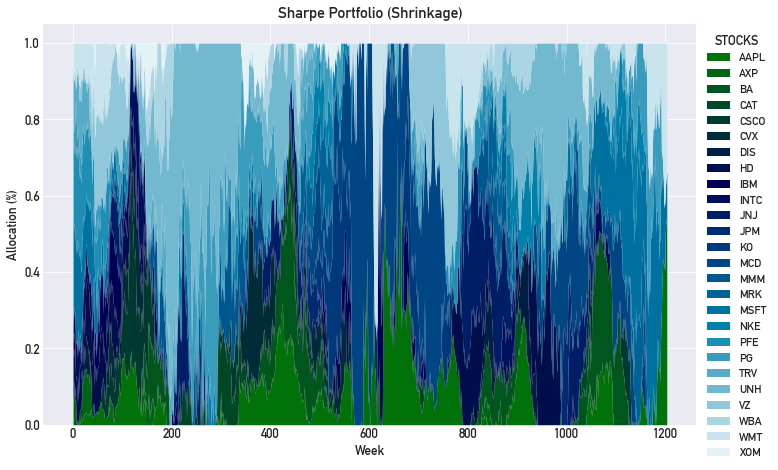 Sharpe Portfolio (Shrinkage)
STOCKS
AAPL
AXP
BA
CAT
CSCO
CVX
DIS
HD
IBM
INTC
JNJ
JPM
KO
MCD
MMM
MRK
MSFT
NKE
PFE
PG
TRV
UNH
VZ
WBA
WMT
XOM
Allocation (%)
1.0
0.8
0.6
0.4
0.2
0.0
0 200 400 600 800 1000 1200
Week